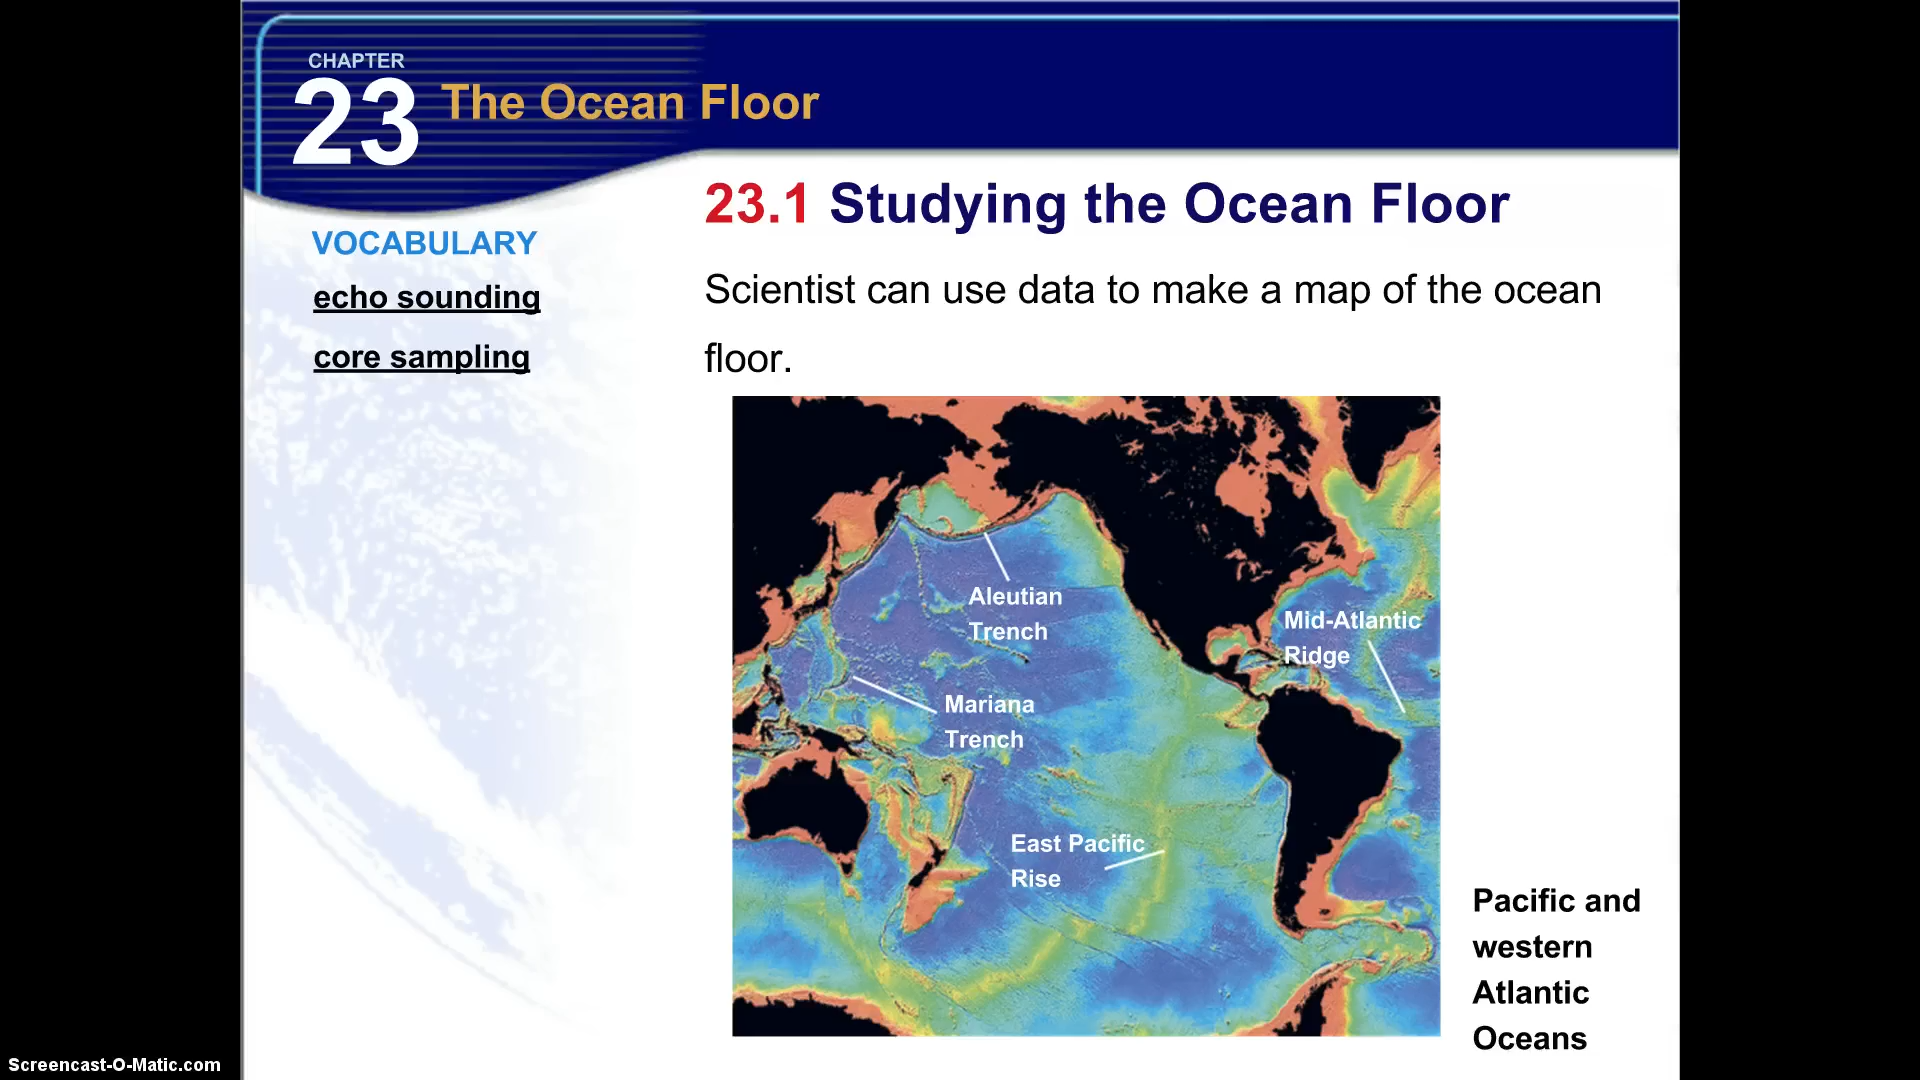 CHAPTER
23
The Ocean Floor
VOCABULARY
echo sounding
core sampling
23.1 Studying the Ocean Floor
Scientist can use data to make a map of the ocean
floor.
Aleutian
Trench
Mid-Atlantic
Ridge
Mariana
Trench
East Pacific
Rise
Pacific and
western
Atlantic
Oceans
Screencast-O-Matic.com